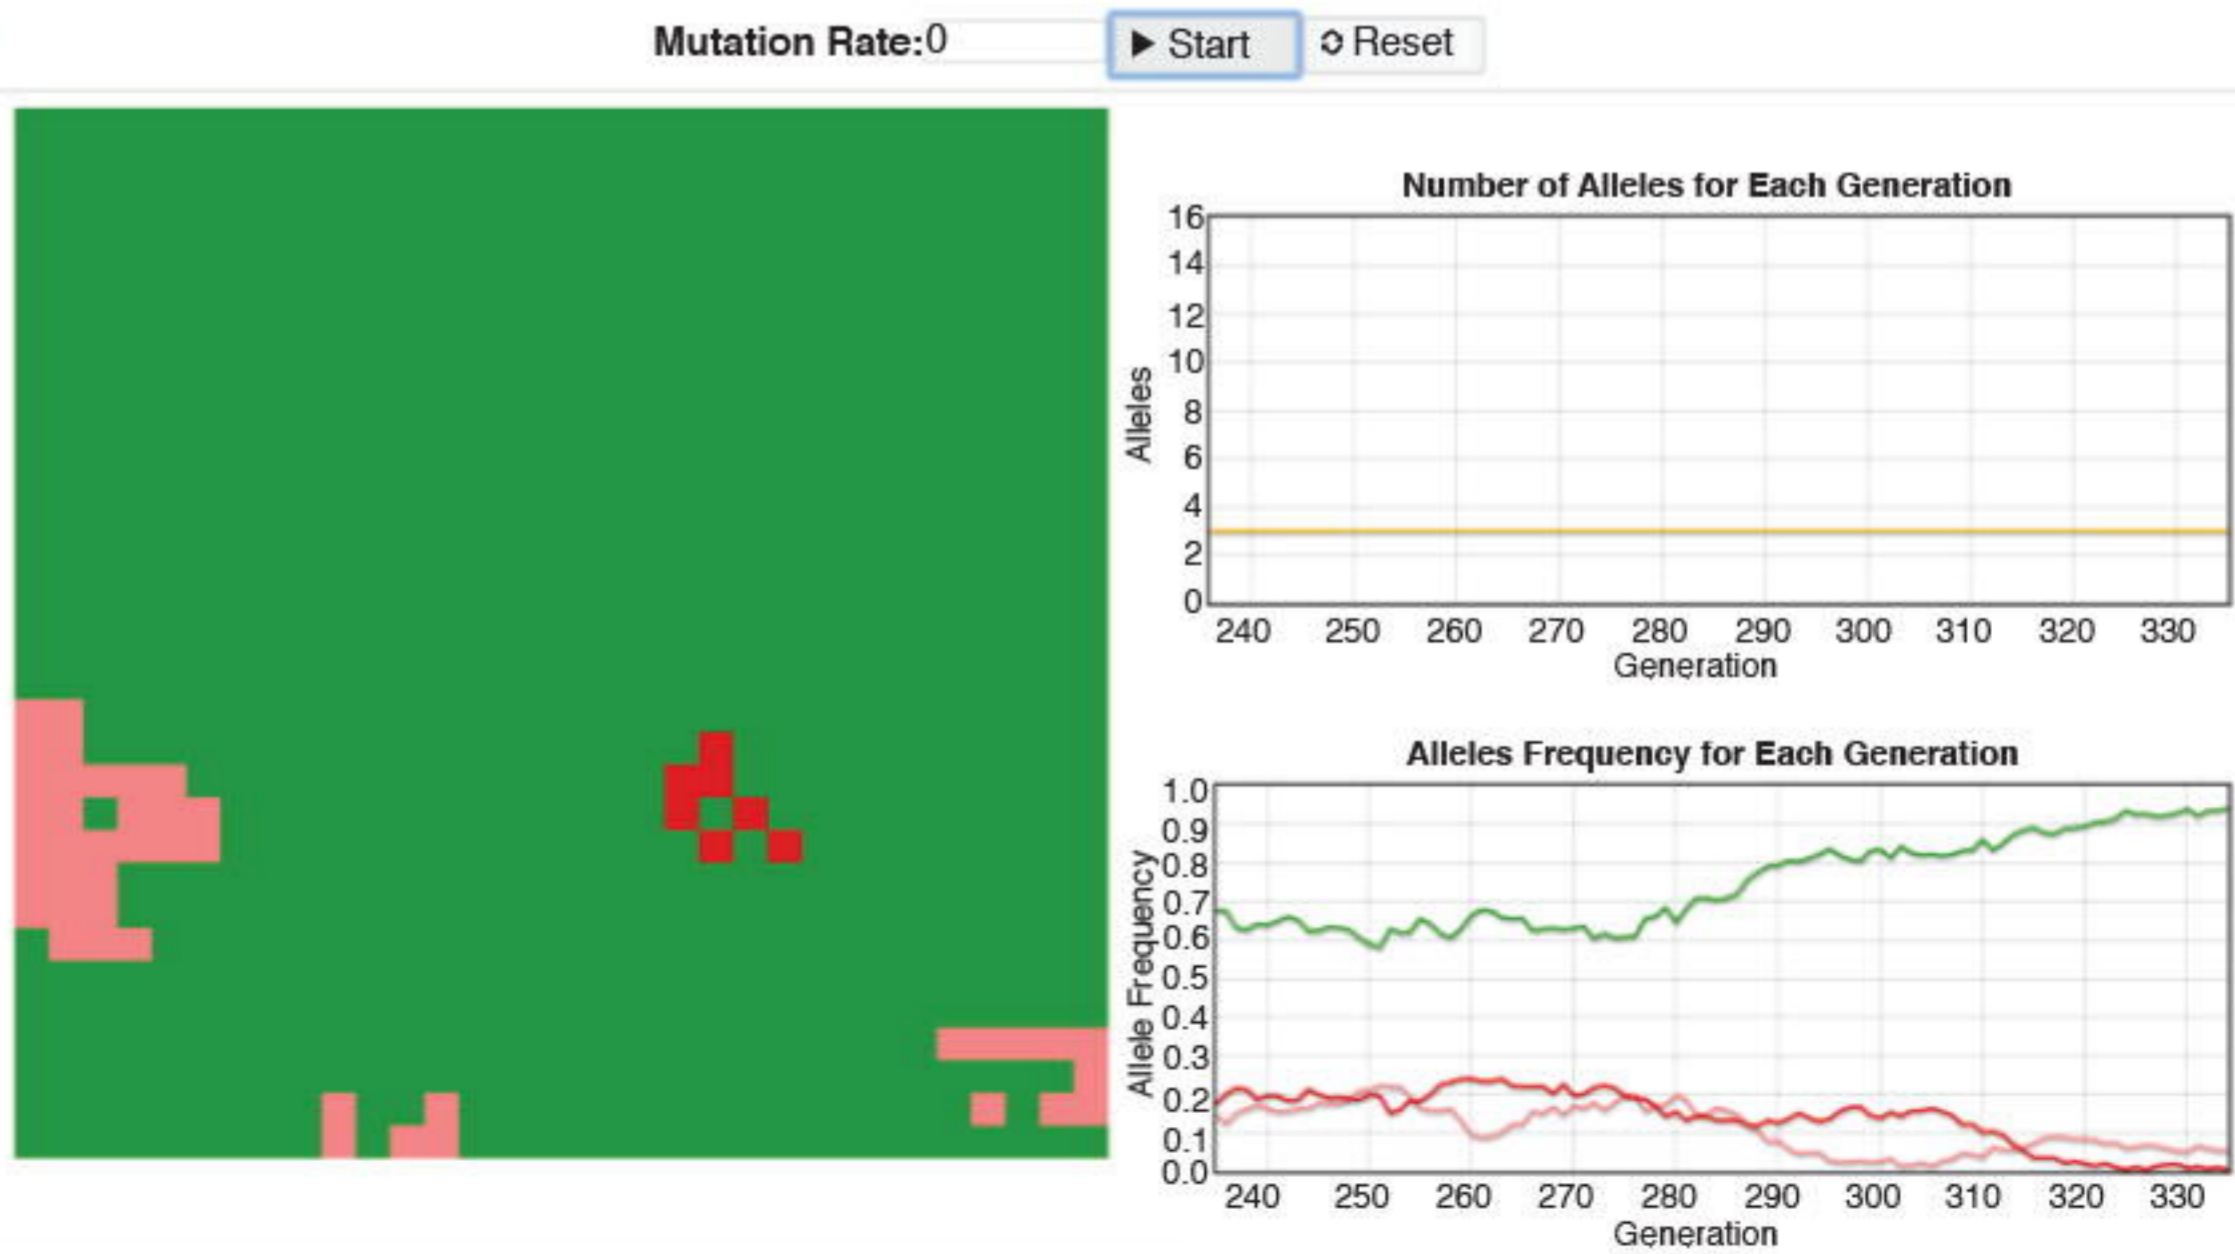 Mutation Rate:0 Start Reset
Number of Alleles for Each Generation
16
14
12
10
8
6
4
2
0
Alleles
240 250 260 270 280 290 300 310 320 330
Generation
Alleles Frequency for Each Generation
1.0
0.9
0.8
0.7
0.6
0.5
0.4
0.3
0.2
0.1
0.0
Allele Frequency
240 250 260 270 280 290 300 310 320 330
Generation